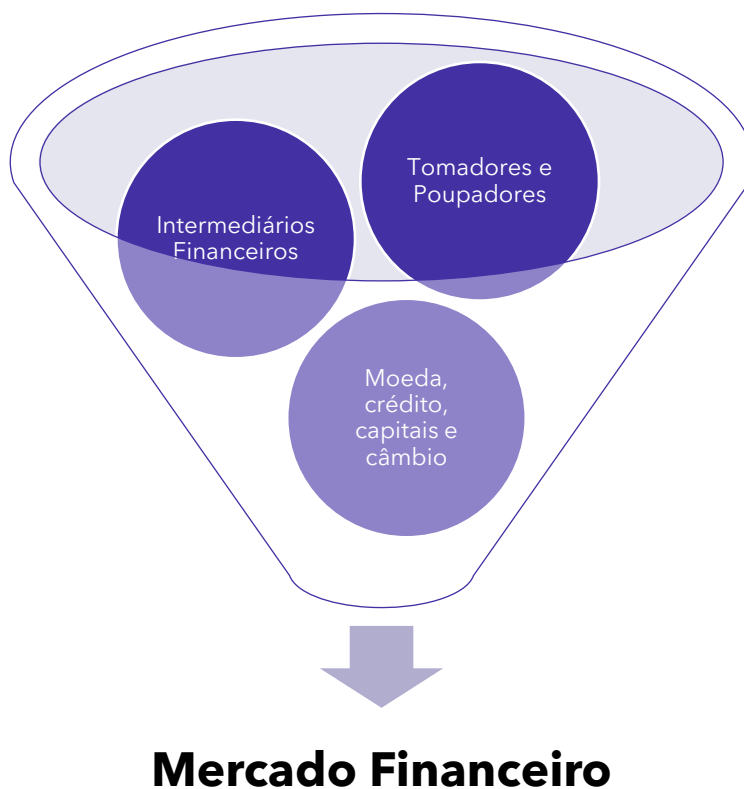 Tomadores e
Poupadores
Intermediários
Financeiros
Moeda,
crédito,
capitais e
câmbio
Mercado Financeiro